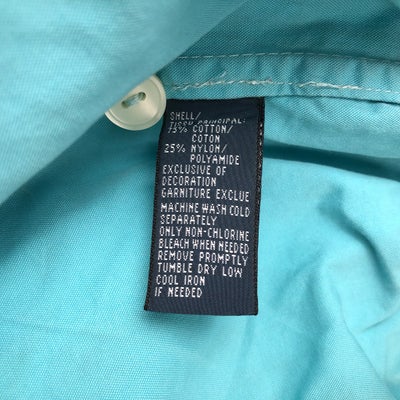 SHELL/
TISSU PRINCIPAL:
75% COTTON/
COTON
25% NYLON/
POLYAMIDE
EXCLUSIVE OF
DECORATION
GARNITURE EXCLUE
MACHINE WASH COLD
SEPARATELY
ONLY NON-CHLORINE
BLEACH WHEN NEEDED
REMOVE PROMPTLY
TUMBLE DRY LOW
COOL IRON
IF NEEDED